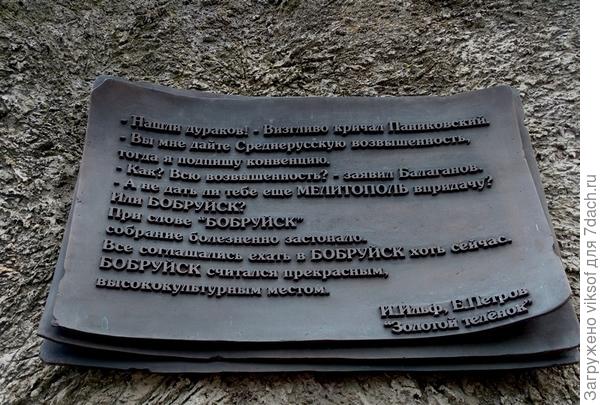 - Нашли дураков! - Визгливо кричал Паниковский.
- Вы мне дайте Среднерусскую возвышенность,
тогда я подпишу конвенцию.
- Как? Всю возвышенность? - заявил Балаганов.
- А не дать ли тебе еще МЕЛИТОПОЛЬ впридачу?
Или БОБРУЙСК?
При слове "БОБРУЙСК"
собрание болезненно застонало.
Все соглашались ехать в БОБРУЙСК хоть сейчас.
БОБРУЙСК считался прекрасным,
высококультурным местом.
И.Ильф, Е.Петров
"Золотой телёнок"
Загружено viksof для 7dach.ru